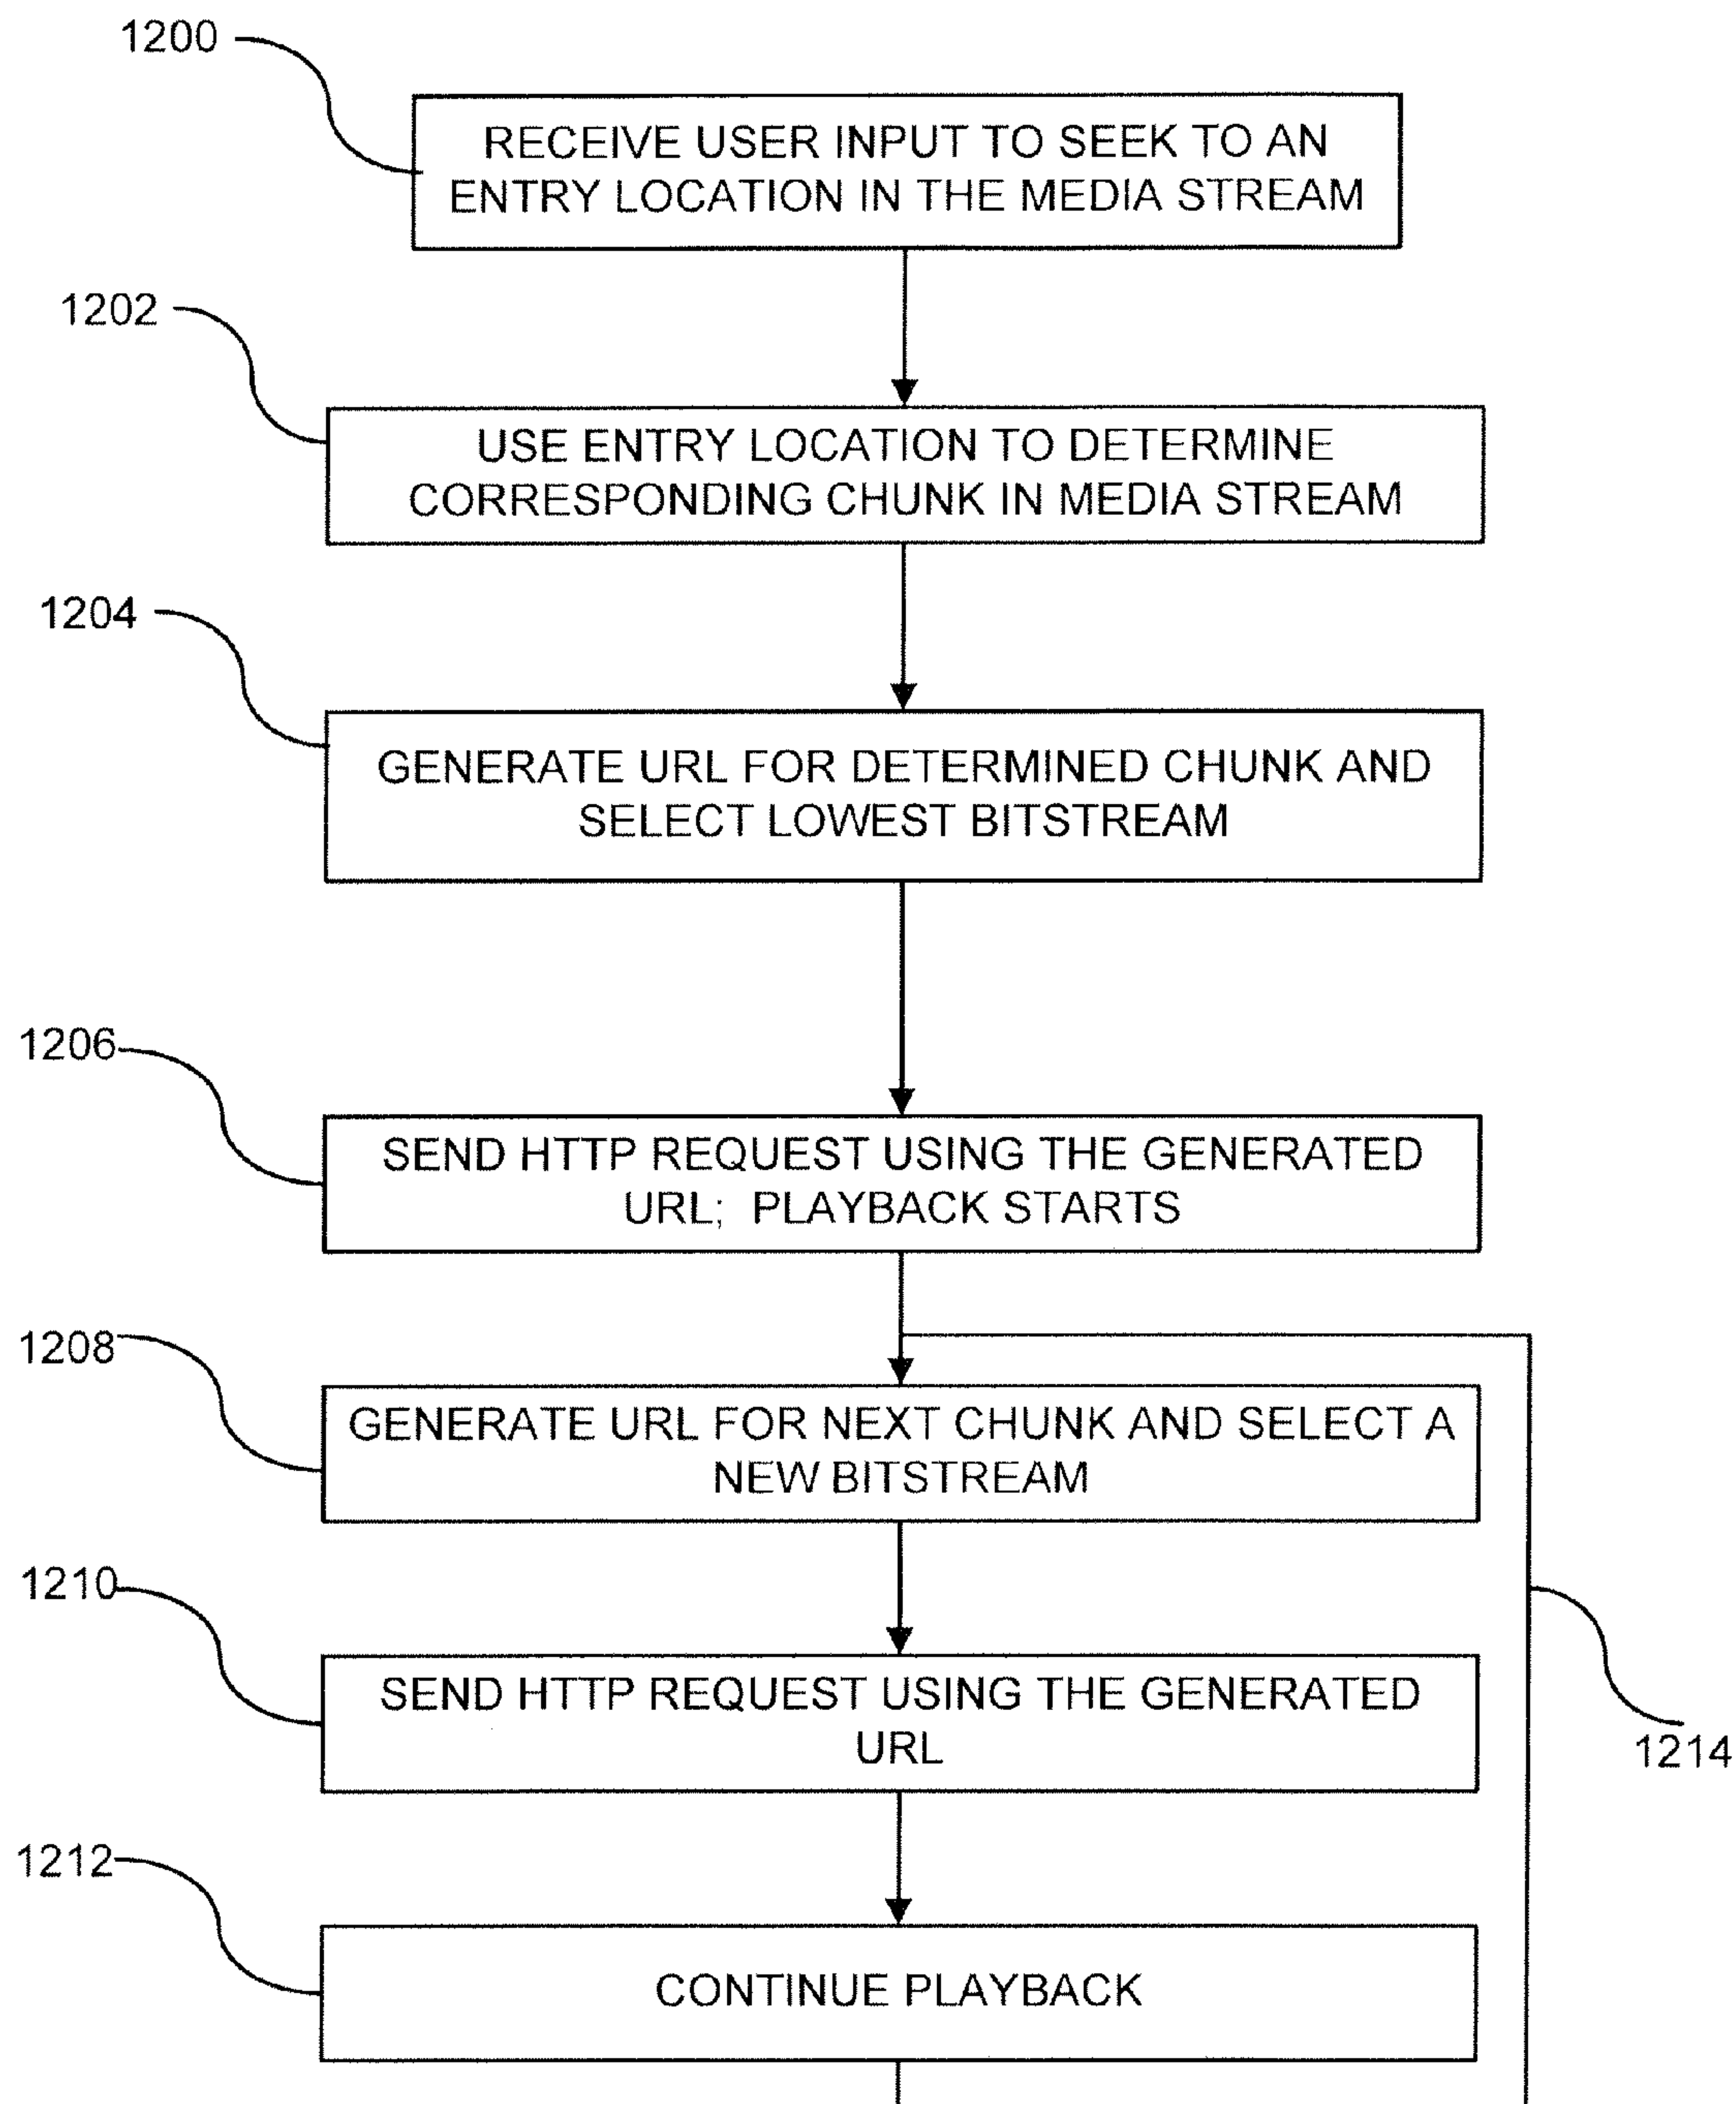 1200
RECEIVE USER INPUT TO SEEK TO AN
ENTRY LOCATION IN THE MEDIA STREAM
1202
USE ENTRY LOCATION TO DETERMINE
CORRESPONDING CHUNK IN MEDIA STREAM
1204
GENERATE URL FOR DETERMINED CHUNK AND
SELECT LOWEST BITSTREAM
1206
SEND HTTP REQUEST USING THE GENERATED
URL; PLAYBACK STARTS
1208
GENERATE URL FOR NEXT CHUNK AND SELECT A
NEW BITSTREAM
1210
SEND HTTP REQUEST USING THE GENERATED
URL
1214
1212
CONTINUE PLAYBACK